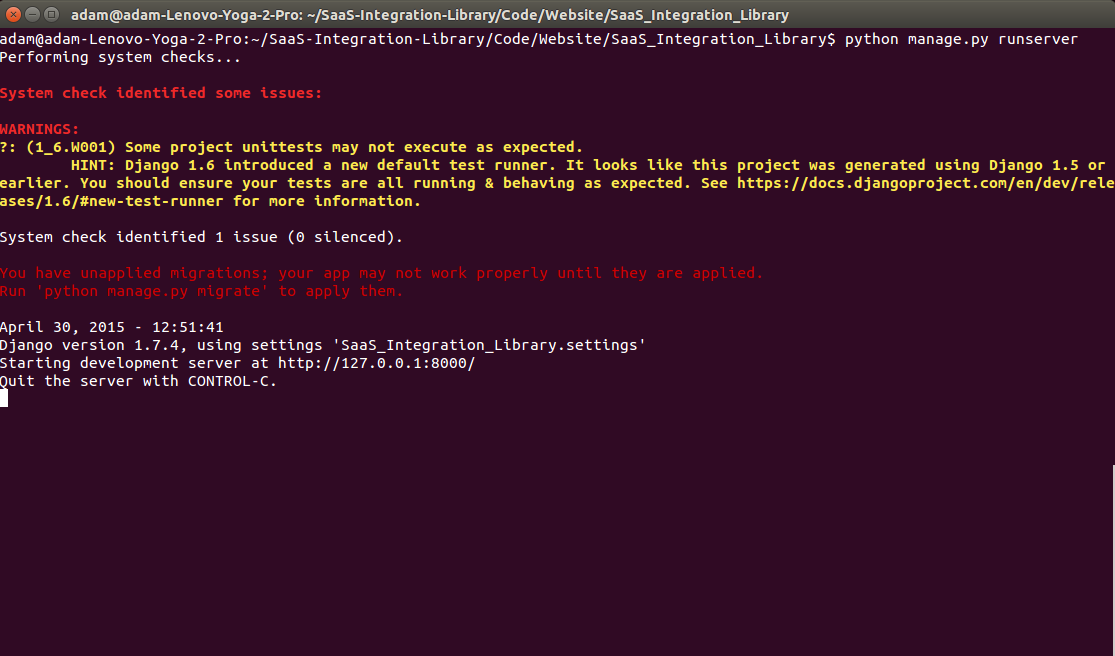 adam@adam-Lenovo-Yoga-2-Pro: ~/SaaS-Integration-Library/Code/Website/SaaS_Integration_Library
adam@adam-Lenovo-Yoga-2-Pro:~/SaaS-Integration-Library/Code/Website/SaaS_Integration_Library$ python manage.py runserver
Performing system checks...
System check identified some issues:
WARNINGS:
?: (1_6.W001) Some project unittests may not execute as expected.
HINT: Django 1.6 introduced a new default test runner. It looks like this project was generated using Django 1.5 or
earlier. You should ensure your tests are all running & behaving as expected. See https://docs.djangoproject.com/en/dev/rele
ases/1.6/#new-test-runner for more information.
System check identified 1 issue (0 silenced).
You have unapplied migrations; your app may not work properly until they are applied.
Run 'python manage.py migrate' to apply them.
April 30, 2015 - 12:51:41
Django version 1.7.4, using settings 'SaaS_Integration_Library.settings'
Starting development server at http://127.0.0.1:8000/
Quit the server with CONTROL-C.